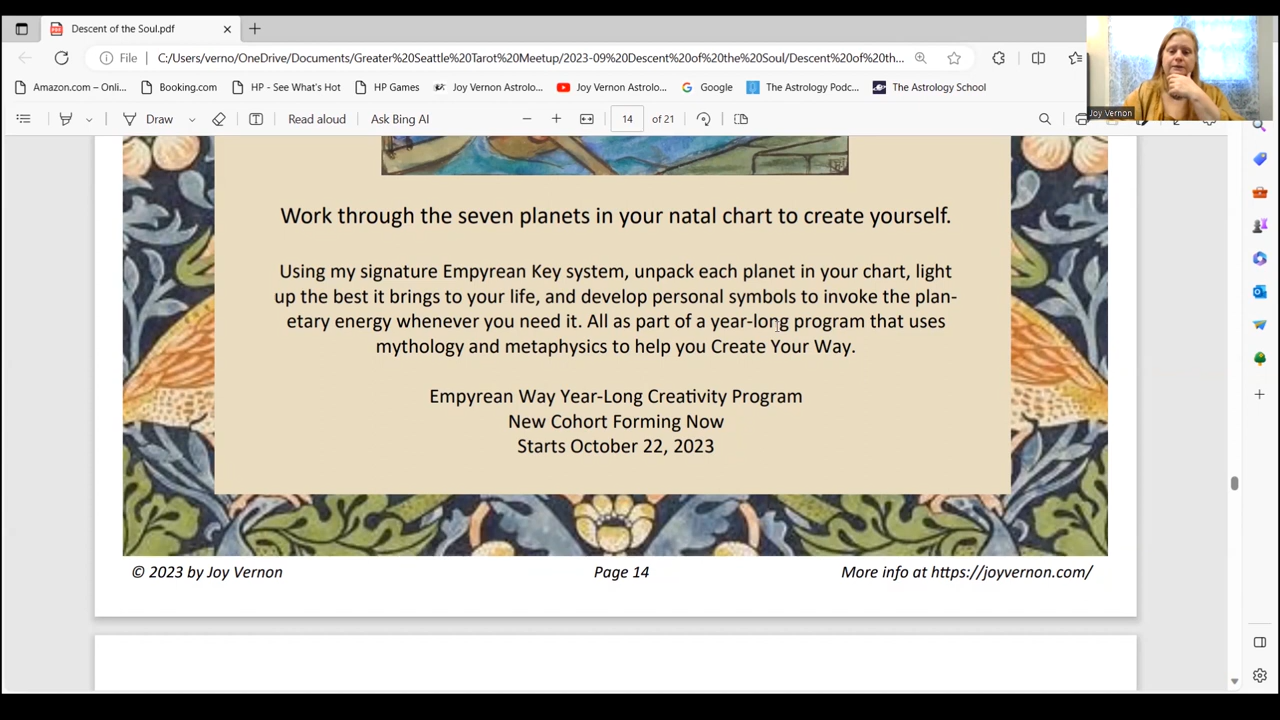 Descent of the Soul.pdf
File
C:/Users/verno/OneDrive/Documents/Greater%20Seattle%20Tarot%20Meetup/2023-09%20Descent%20of%20the%20Soul/Descent%20of%20th...
Amazon.com – Onli...
Booking.com
HP - See What's Hot
HP Games
Joy Vernon Astrolo...
Joy Vernon Astrolo...
Google
The Astrology Podc...
The Astrology School
Draw
Read aloud
Ask Bing
14 of 21
Joy Vernon
Work through the seven planets in your natal chart to create yourself.
Using my signature Empyrean Key system, unpack each planet in your chart, light
up the best it brings to your life, and develop personal symbols to invoke the plan-
etary energy whenever you need it. All as part of a year-long program that uses
mythology and metaphysics to help you Create Your Way.
Empyrean Way Year-Long Creativity Program
New Cohort Forming Now
Starts October 22, 2023
© 2023 by Joy Vernon
Page 14
More info at https://joyvernon.com/